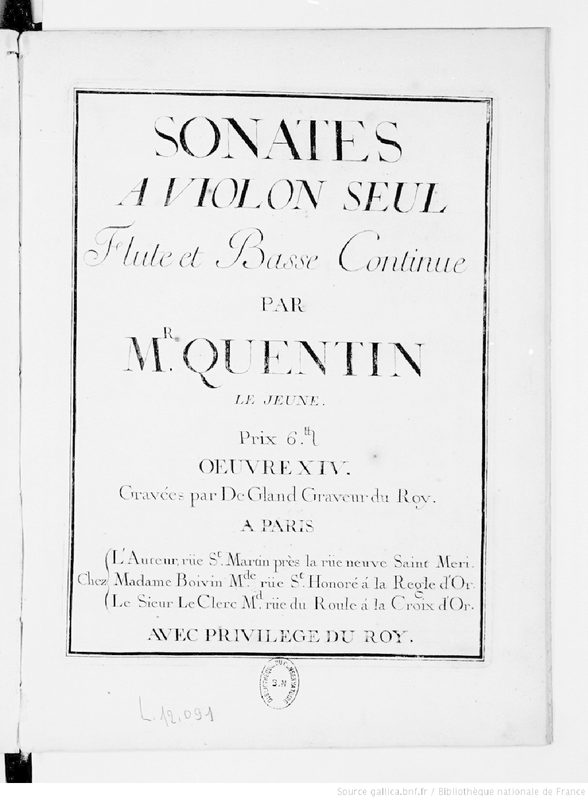 SONATES
A VIOLON SEUL
Flute et Basse Continue
PAR
M.R QUENTIN
LE JEUNE.
Prix 6.tt
OEUVRE XIV.
Gravées par De Gland Graveur du Roy.
A PARIS
Chez
L'Auteur, rüe St. Martin près la rüe neuve Saint Meri.
Madame Boivin M.de rüe St. Honoré á la Regle d'Or.
Le Sieur Le Clerc M.d rüe du Roule á la Croix d'Or.
AVEC PRIVILEGE DU ROY.
L.12.091
Source gallica.bnf.fr / Bibliothèque nationale de France